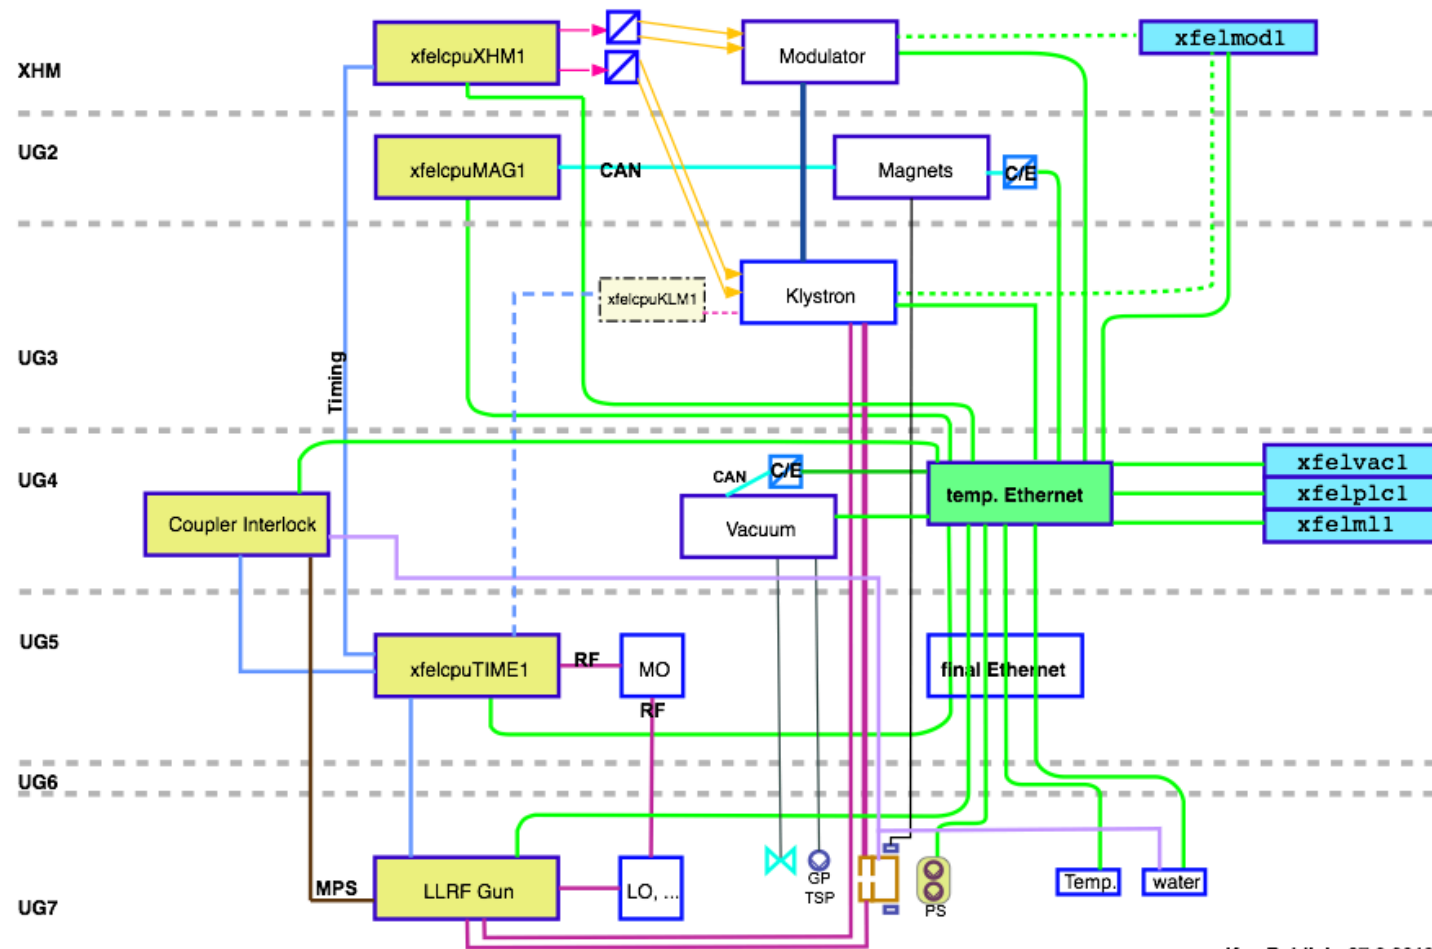 xfelcpuXHM1
Modulator
xfelmod1
XHM
UG2
xfelcpuMAG1
CAN
Magnets
C/E
xfelcpuKLM1
Klystron
UG3
Timing
UG4
CAN
C/E
temp. Ethernet
xfelvac1
xfelplc1
xfelml1
Coupler Interlock
Vacuum
UG5
xfelcpuTIME1
RF
MO
RF
final Ethernet
UG6
MPS
LLRF Gun
LO, ...
GP
TSP
PS
Temp.
water
UG7